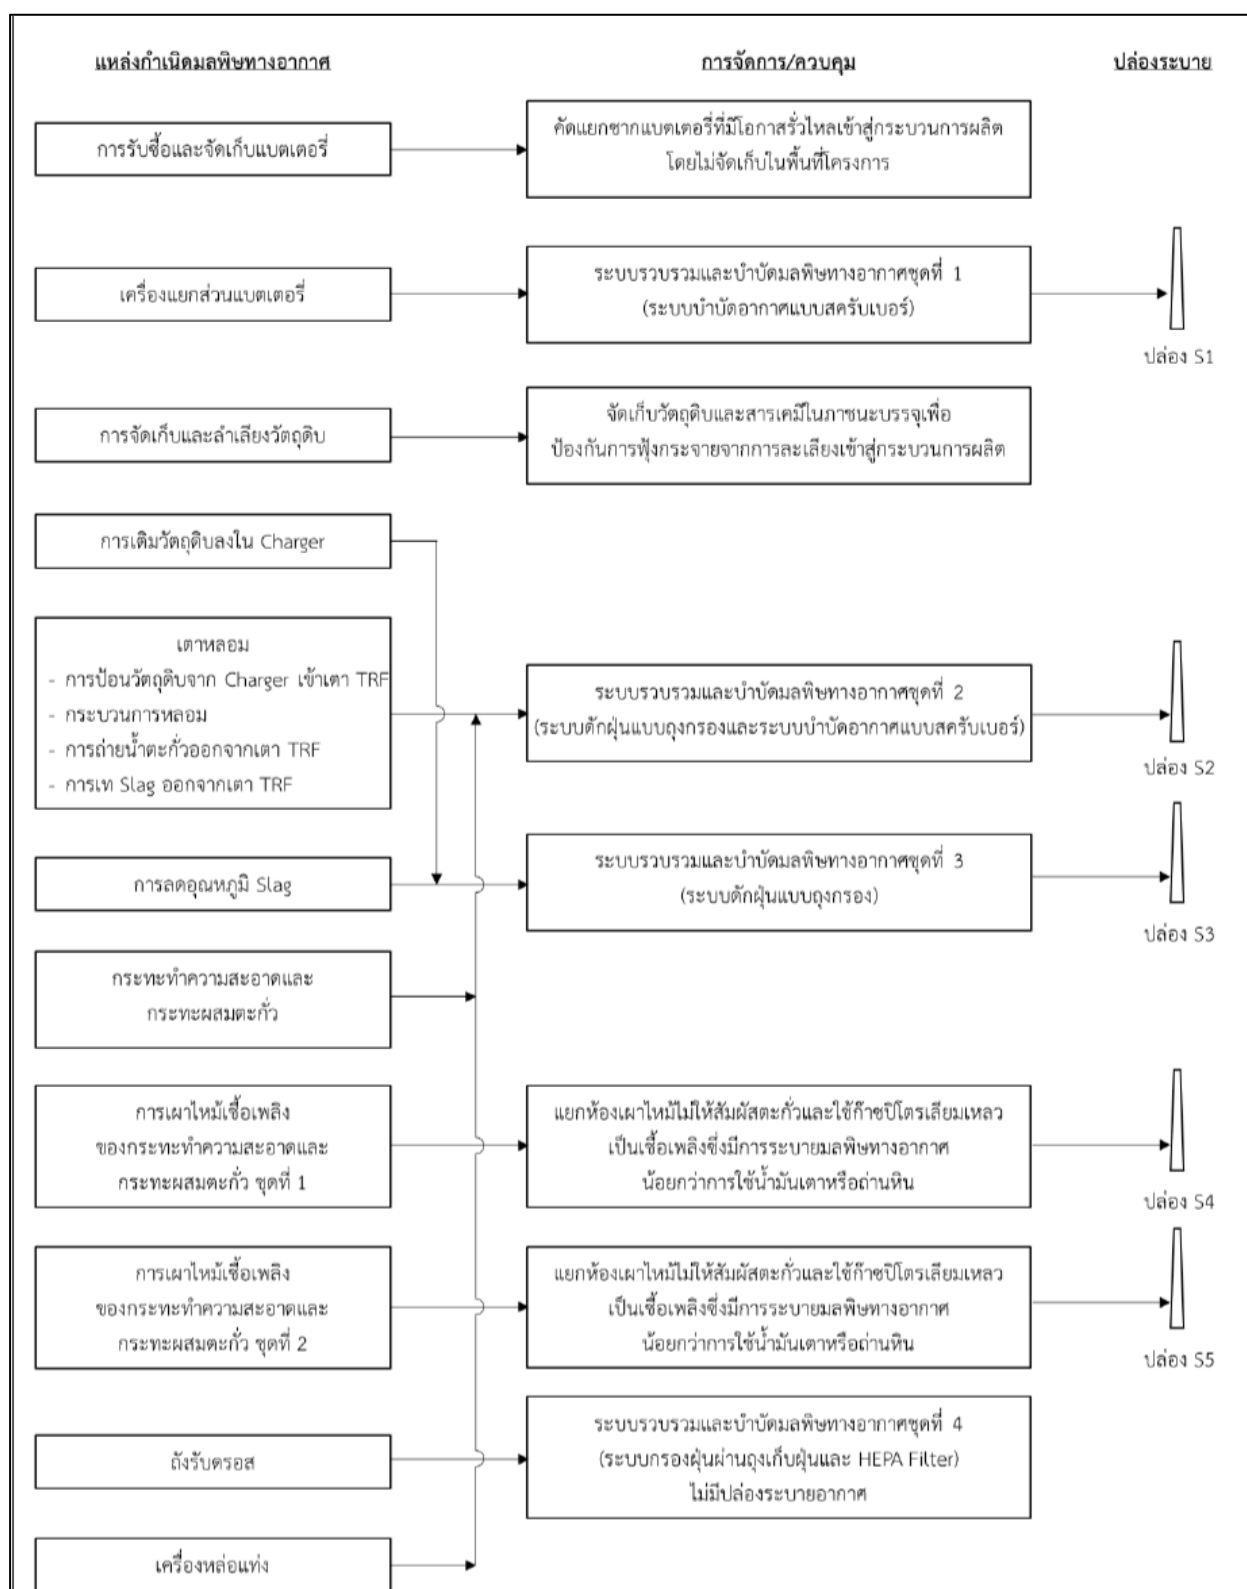 แหล่งกำเนิดมลพิษทางอากาศ
การจัดการ/ควบคุม
ปล่องระบาย
การรับซื้อและจัดเก็บแบตเตอรี่
คัดแยกซากแบตเตอรี่ที่มีโอกาสรั่วไหลเข้าสู่กระบวนการผลิต
โดยไม่จัดเก็บในพื้นที่โครงการ
เครื่องแยกส่วนแบตเตอรี่
ระบบรวบรวมและบำบัดมลพิษทางอากาศชุดที่ 1
(ระบบบำบัดอากาศแบบสครับเบอร์)
ปล่อง S1
การจัดเก็บและลำเลียงวัตถุดิบ
จัดเก็บวัตถุดิบและสารเคมีในภาชนะบรรจุเพื่อ
ป้องกันการฟุ้งกระจายจากการละเลียงเข้าสู่กระบวนการผลิต
การเติมวัตถุดิบลงใน Charger
เตาหลอม
- การป้อนวัตถุดิบจาก Charger เข้าเตา TRF
- กระบวนการหลอม
- การถ่ายน้ำตะกั่วออกจากเตา TRF
- การเท Slag ออกจากเตา TRF
ระบบรวบรวมและบำบัดมลพิษทางอากาศชุดที่ 2
(ระบบดักฝุ่นแบบถุงกรองและระบบบำบัดอากาศแบบสครับเบอร์)
ปล่อง S2
การลดอุณหภูมิ Slag
ระบบรวบรวมและบำบัดมลพิษทางอากาศชุดที่ 3
(ระบบดักฝุ่นแบบถุงกรอง)
ปล่อง S3
กระทะทำความสะอาดและ
กระทะผสมตะกั่ว
การเผาไหม้เชื้อเพลิง
ของกระทะทำความสะอาดและ
กระทะผสมตะกั่ว ชุดที่ 1
แยกห้องเผาไหม้ไม่ให้สัมผัสตะกั่วและใช้ก๊าซปิโตรเลียมเหลว
เป็นเชื้อเพลิงซึ่งมีการระบายมลพิษทางอากาศ
น้อยกว่าการใช้น้ำมันเตาหรือถ่านหิน
ปล่อง S4
การเผาไหม้เชื้อเพลิง
ของกระทะทำความสะอาดและ
กระทะผสมตะกั่ว ชุดที่ 2
แยกห้องเผาไหม้ไม่ให้สัมผัสตะกั่วและใช้ก๊าซปิโตรเลียมเหลว
เป็นเชื้อเพลิงซึ่งมีการระบายมลพิษทางอากาศ
น้อยกว่าการใช้น้ำมันเตาหรือถ่านหิน
ปล่อง S5
ถังรับดรอส
ระบบรวบรวมและบำบัดมลพิษทางอากาศชุดที่ 4
(ระบบกรองฝุ่นผ่านถุงเก็บฝุ่นและ HEPA Filter)
ไม่มีปล่องระบายอากาศ
เครื่องหล่อแท่ง